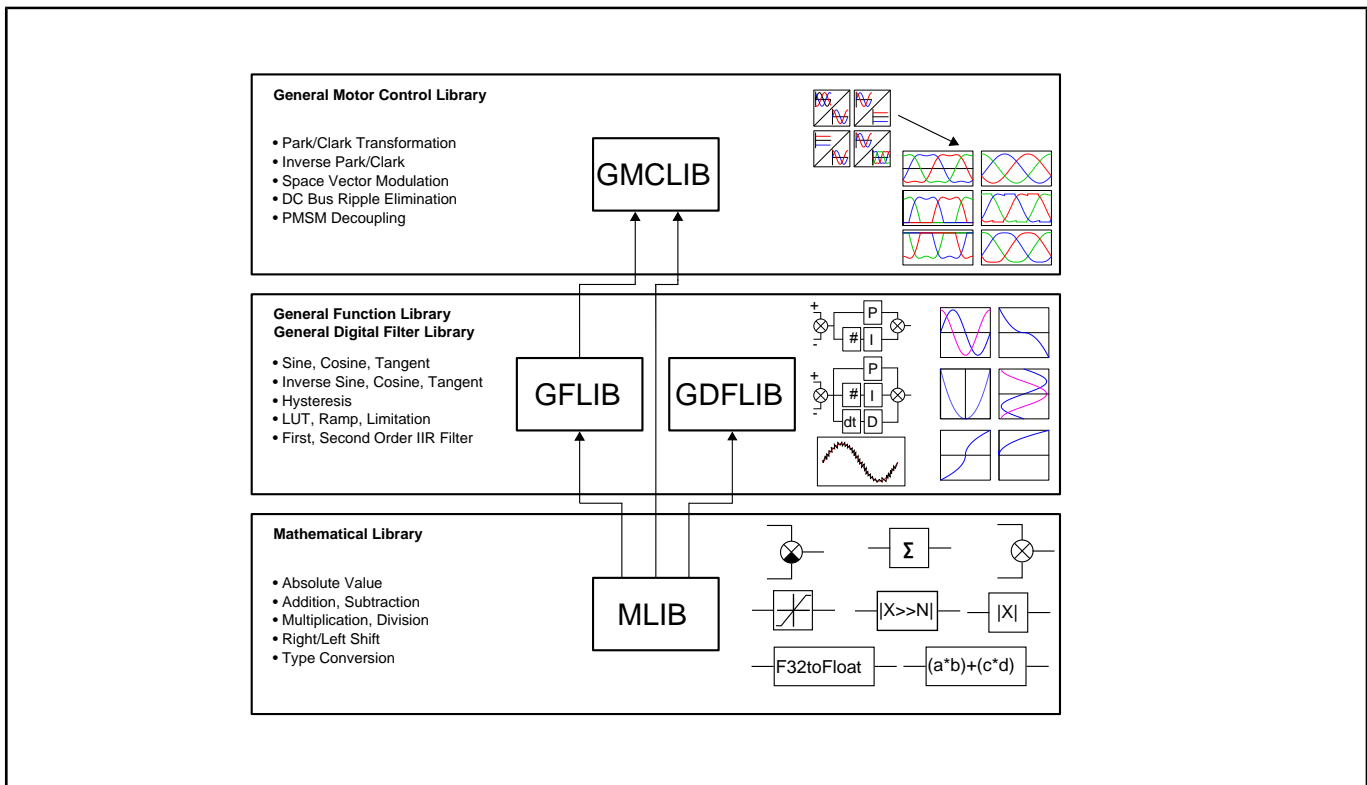 General Motor Control Library
• Park/Clark Transformation
• Inverse Park/Clark
• Space Vector Modulation
• DC Bus Ripple Elimination
• PMSM Decoupling
GMCLIB
General Function Library
General Digital Filter Library
• Sine, Cosine, Tangent
• Inverse Sine, Cosine, Tangent
• Hysteresis
• LUT, Ramp, Limitation
• First, Second Order IIR Filter
GFLIB
GDFLIB
+
P
-
#
I
+
P
#
I
-
dt
D
Mathematical Library
• Absolute Value
• Addition, Subtraction
• Multiplication, Division
• Right/Left Shift
• Type Conversion
MLIB
Σ
|X>>N|
|X|
F32toFloat
(a*b)+(c*d)